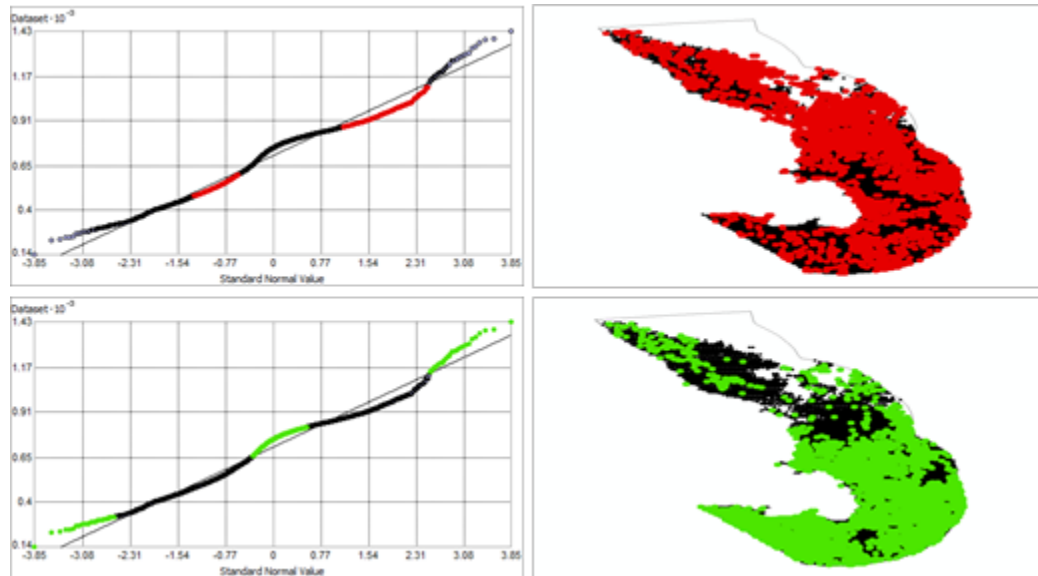 Dataset · 10⁻³
1.43
1.17
0.91
0.65
0.4
0.14
-3.85 -3.08 -2.31 -1.54 -0.77 0 0.77 1.54 2.31 3.08 3.85
Standard Normal Value
Dataset · 10⁻³
1.43
1.17
0.91
0.65
0.4
0.14
-3.85 -3.08 -2.31 -1.54 -0.77 0 0.77 1.54 2.31 3.08 3.85
Standard Normal Value